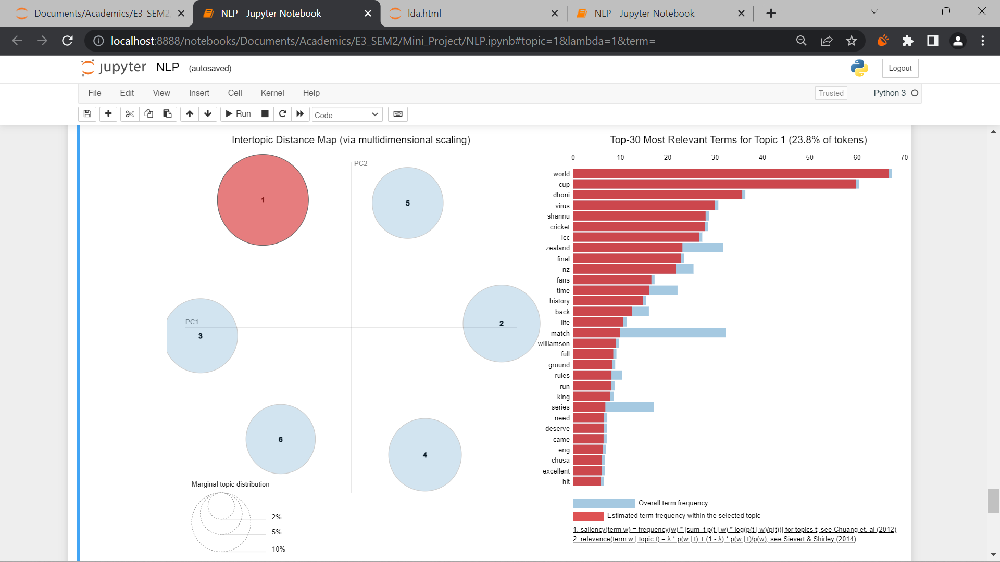 Documents/Academics/E3_SEM2
NLP - Jupyter Notebook
lda.html
NLP - Jupyter Notebook
localhost:8888/notebooks/Documents/Academics/E3_SEM2/Mini_Project/NLP.ipynb#topic=1&lambda=1&term=
jupyter NLP (autosaved)
Logout
File Edit View Insert Cell Kernel Help
Trusted
Python 3
Run
Code
Intertopic Distance Map (via multidimensional scaling)
PC2
PC1
1
5
2
3
6
4
Marginal topic distribution
2%
5%
10%
Top-30 Most Relevant Terms for Topic 1 (23.8% of tokens)
0 10 20 30 40 50 60 70
world
cup
dhoni
virus
shannu
cricket
icc
zealand
final
nz
fans
time
history
back
life
match
williamson
full
ground
rules
run
king
series
need
deserve
came
eng
chusa
excellent
hit
Overall term frequency
Estimated term frequency within the selected topic
1. saliency(term w) = frequency(w) * [sum_t p(t | w) * log(p(t | w)/p(t))] for topics t; see Chuang et. al (2012)
2. relevance(term w | topic t) = λ * p(w | t) + (1 - λ) * p(w | t)/p(w); see Sievert & Shirley (2014)